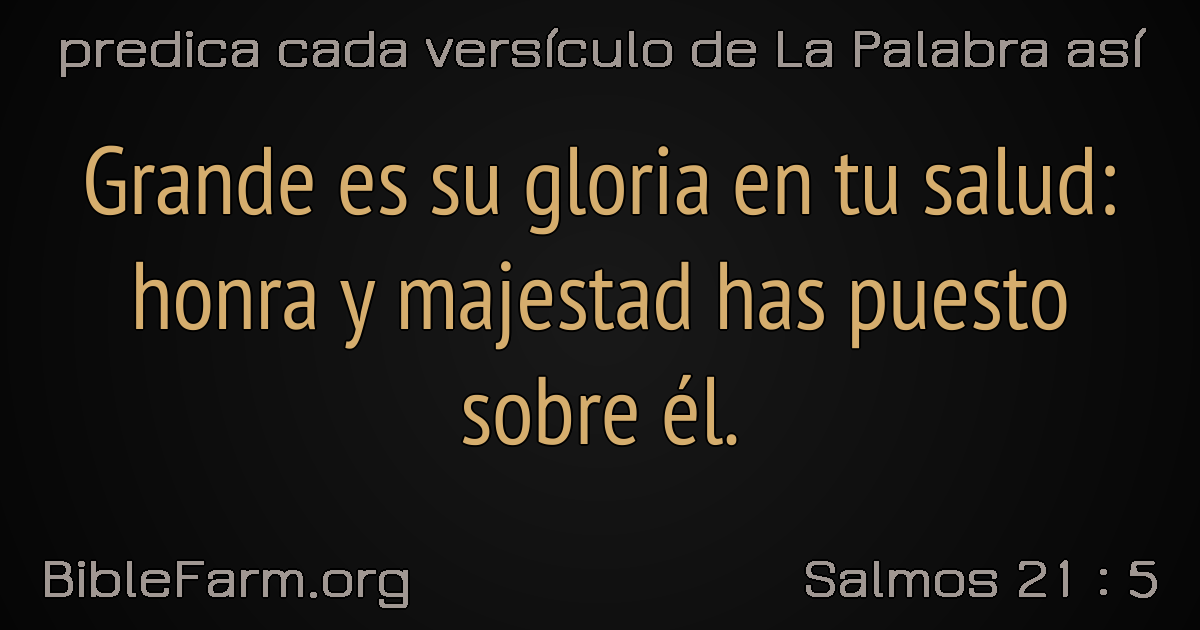 predica cada versículo de La Palabra así
Grande es su gloria en tu salud:
honra y majestad has puesto
sobre él.
BibleFarm.org
Salmos 21 : 5